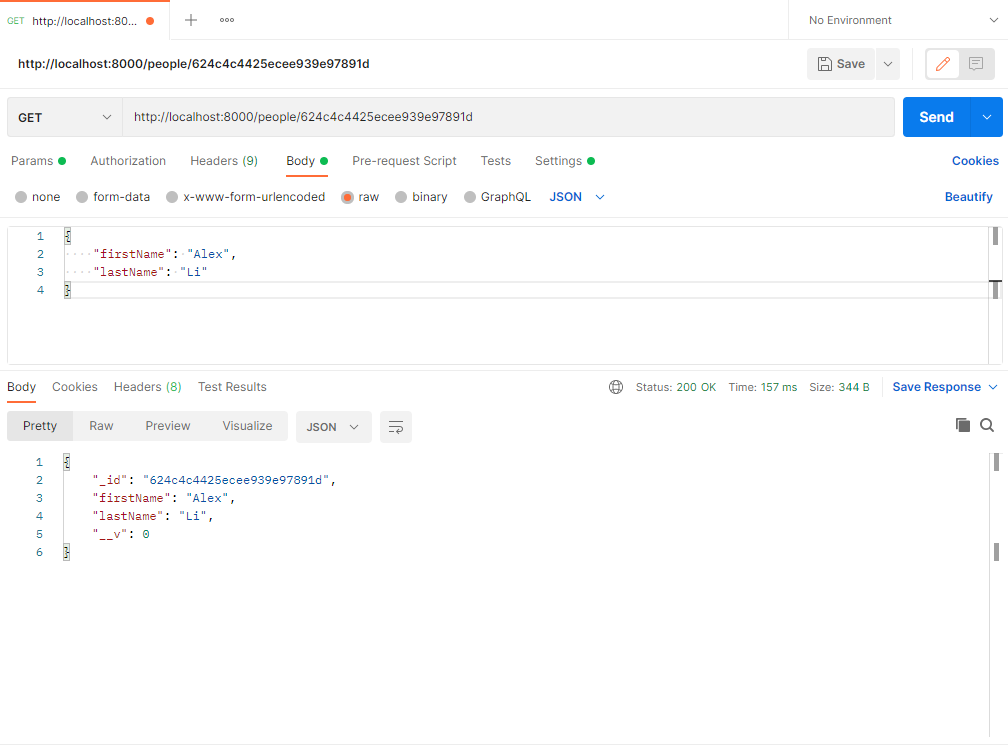 GET http://localhost:80... No Environment
http://localhost:8000/people/624c4c4425ecee939e97891d Save
GET http://localhost:8000/people/624c4c4425ecee939e97891d Send
Params Authorization Headers (9) Body Pre-request Script Tests Settings Cookies
none form-data x-www-form-urlencoded raw binary GraphQL JSON Beautify
1 {
2 "firstName": "Alex",
3 "lastName": "Li"
4 }
Body Cookies Headers (8) Test Results Status: 200 OK Time: 157 ms Size: 344 B Save Response
Pretty Raw Preview Visualize JSON
1 {
2 "_id": "624c4c4425ecee939e97891d",
3 "firstName": "Alex",
4 "lastName": "Li",
5 "__v": 0
6 }